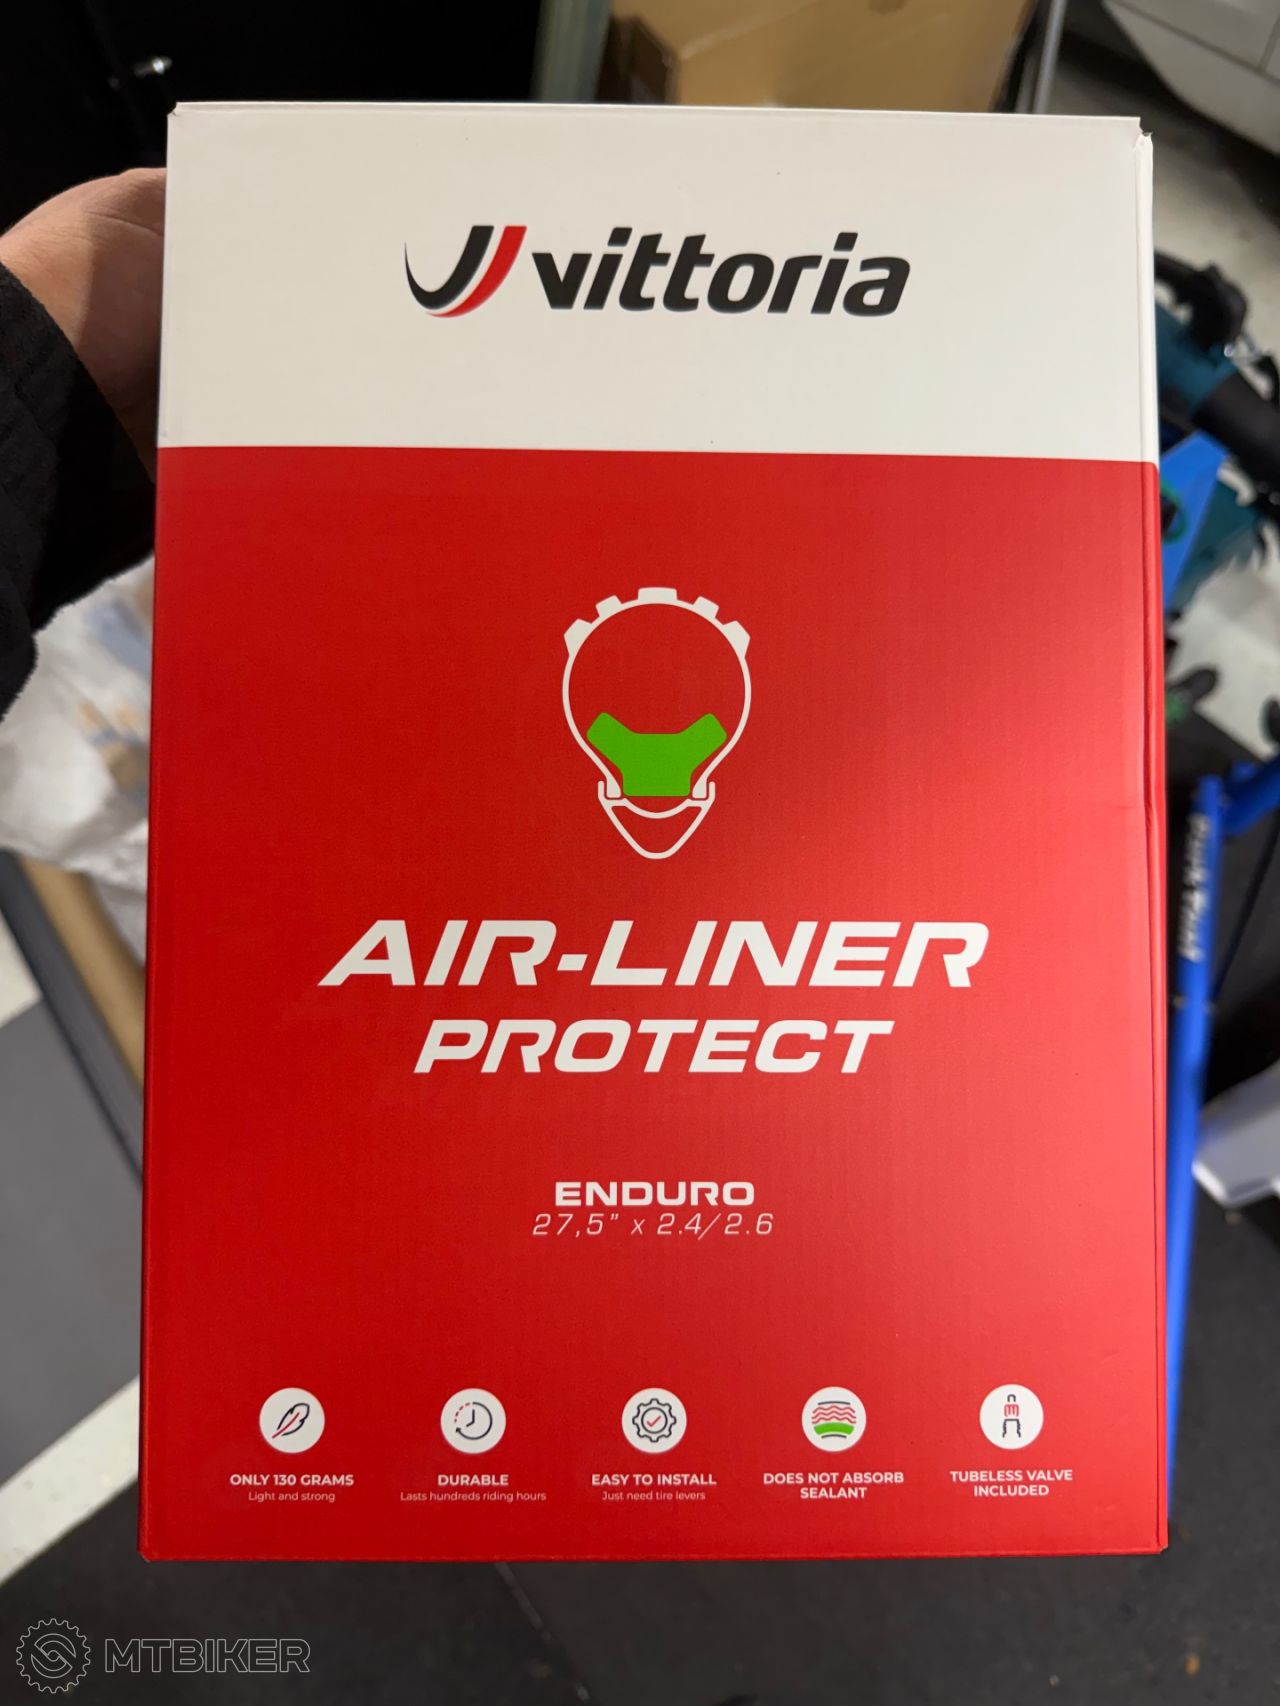 vittoria
AIR-LINER
PROTECT
ENDURO
27,5" x 2.4/2.6
ONLY 130 GRAMS
Light and strong
DURABLE
Lasts hundreds riding hours
EASY TO INSTALL
Just need tire levers
DOES NOT ABSORB
SEALANT
TUBELESS VALVE
INCLUDED
MTBIKER